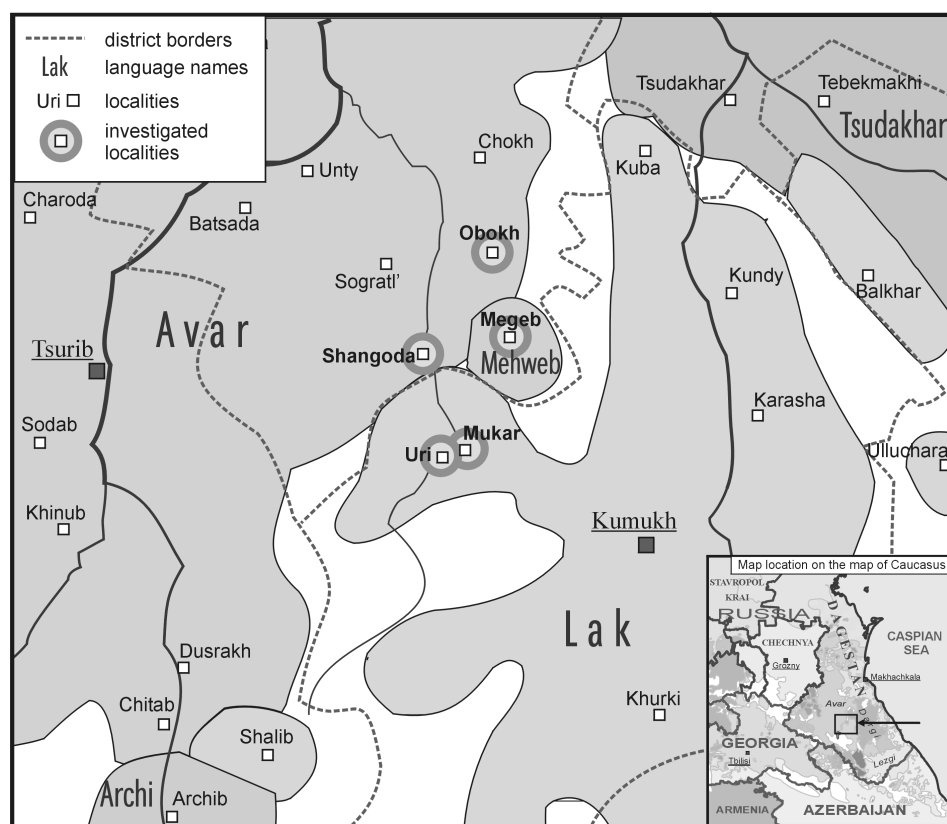 district borders
Lak language names
Uri localities
investigated
localities
Tsudakhar
Tebekmakhi
Tsudakhar
Chokh
Kuba
Unty
Charoda
Batsada
Obokh
Sogratl'
Kundy
Balkhar
Avar
Megeb
Tsurib
Shangoda
Mehweb
Karasha
Sodab
Mukar
Uri
Ulluchara
Khinub
Kumukh
Lak
Dusrakh
Chitab
Khurki
Shalib
Archi
Archib
Map location on the map of Caucasus
STAVROPOL
KRAI
RUSSIA
DAGESTAN
CHECHNYA
CASPIAN
SEA
Grozny
Makhachkala
Avar
Dargi
GEORGIA
Tbilisi
Lezgi
ARMENIA
AZERBAIJAN